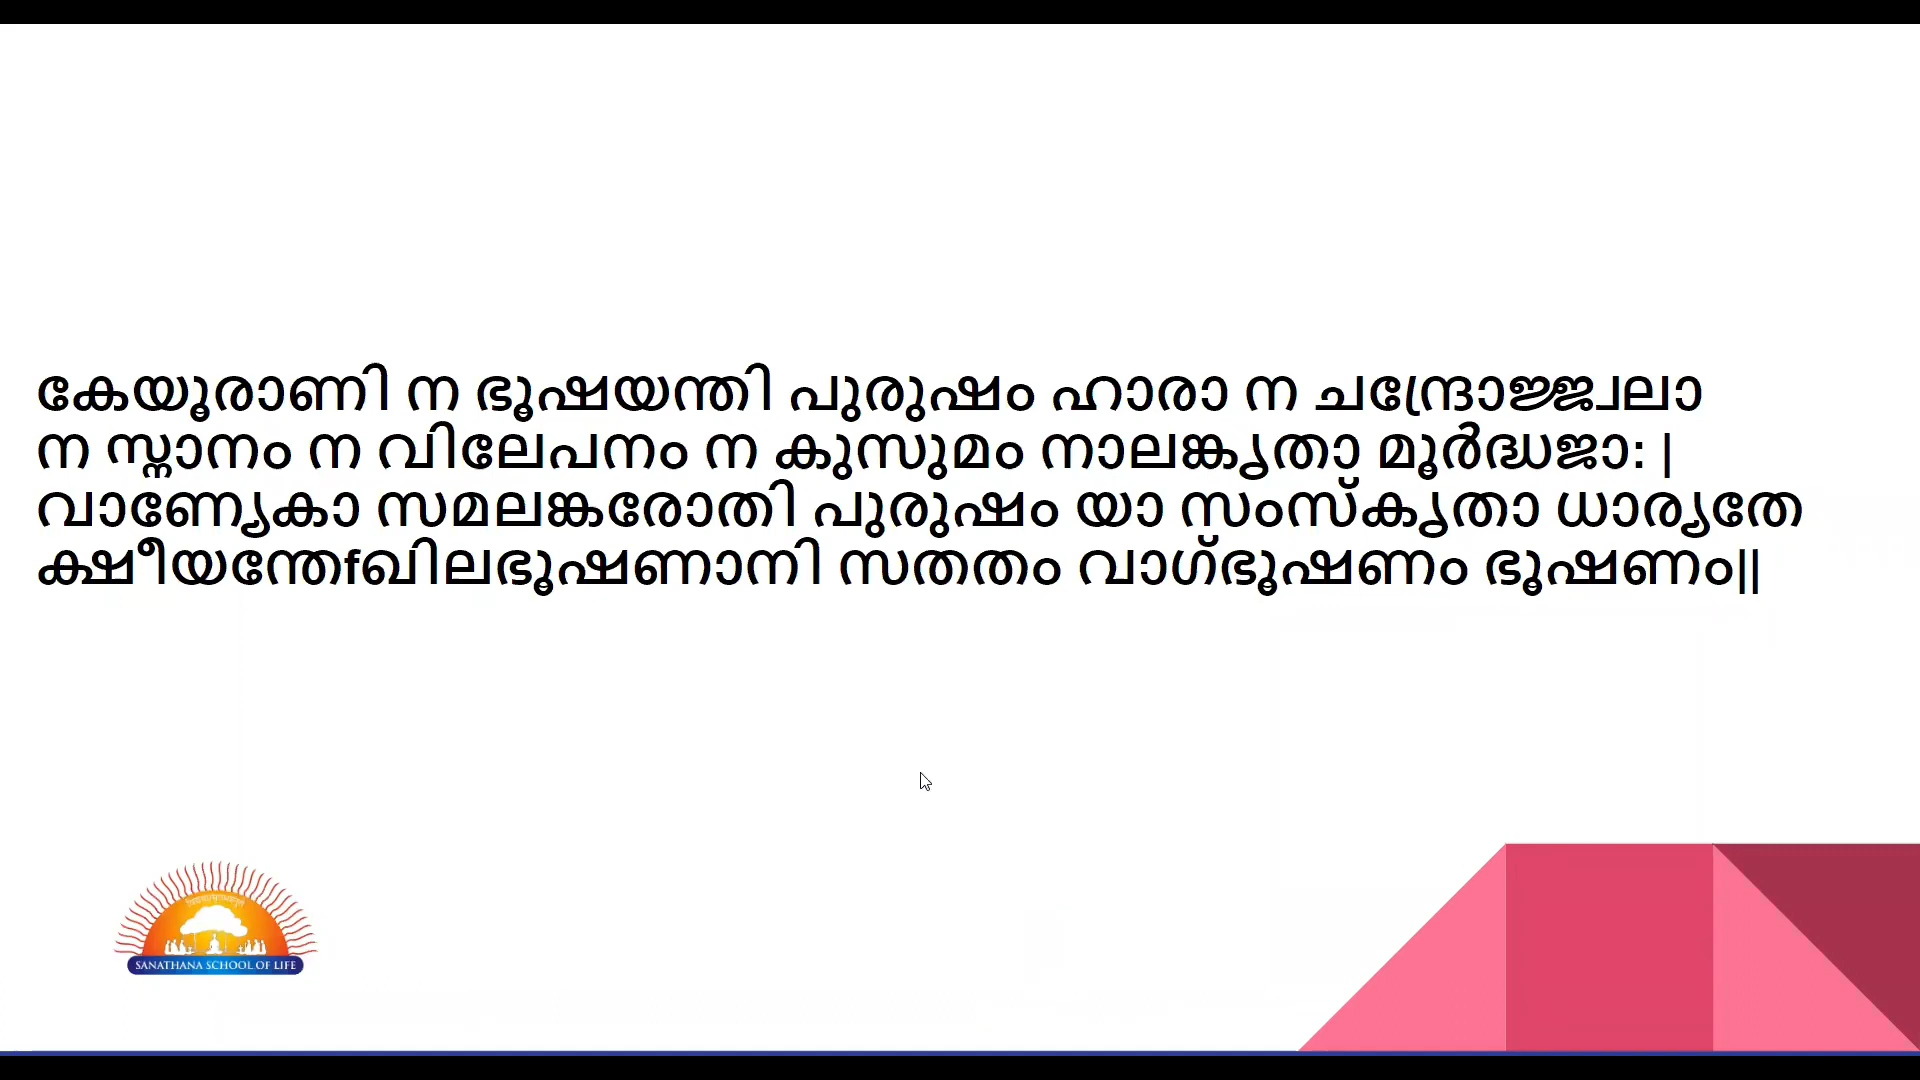 കേയൂരാണി ന ഭൂഷയന്തി പുരുഷം ഹാരാ ന ചന്ദ്രോജ്ജ്വലാ
ന സ്നാനം ന വിലേപനം ന കുസുമം നാലങ്കൃതാ മൂർദ്ധജാ: |
വാണ്യേകാ സമലങ്കരോതി പുരുഷം യാ സംസ്കൃതാ ധാര്യതേ
ക്ഷീയന്തേfഖിലഭൂഷണാനി സതതം വാഗ്ഭൂഷണം ഭൂഷണം||
SANATHANA SCHOOL OF LIFE